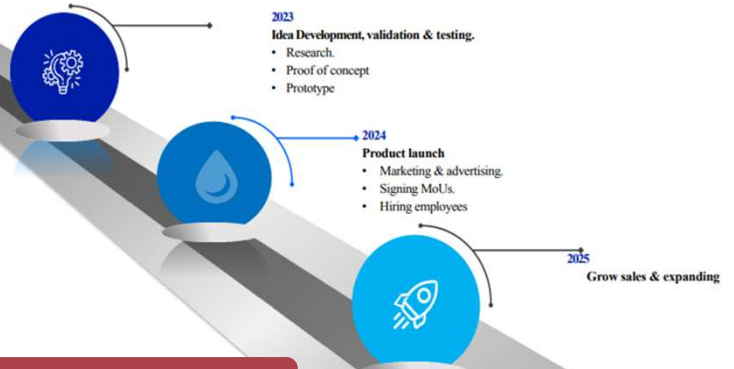 2023
Idea Development, validation & testing.
• Research.
• Proof of concept
• Prototype
2024
Product launch
• Marketing & advertising.
• Signing MoUs.
• Hiring employees
2025
Grow sales & expanding